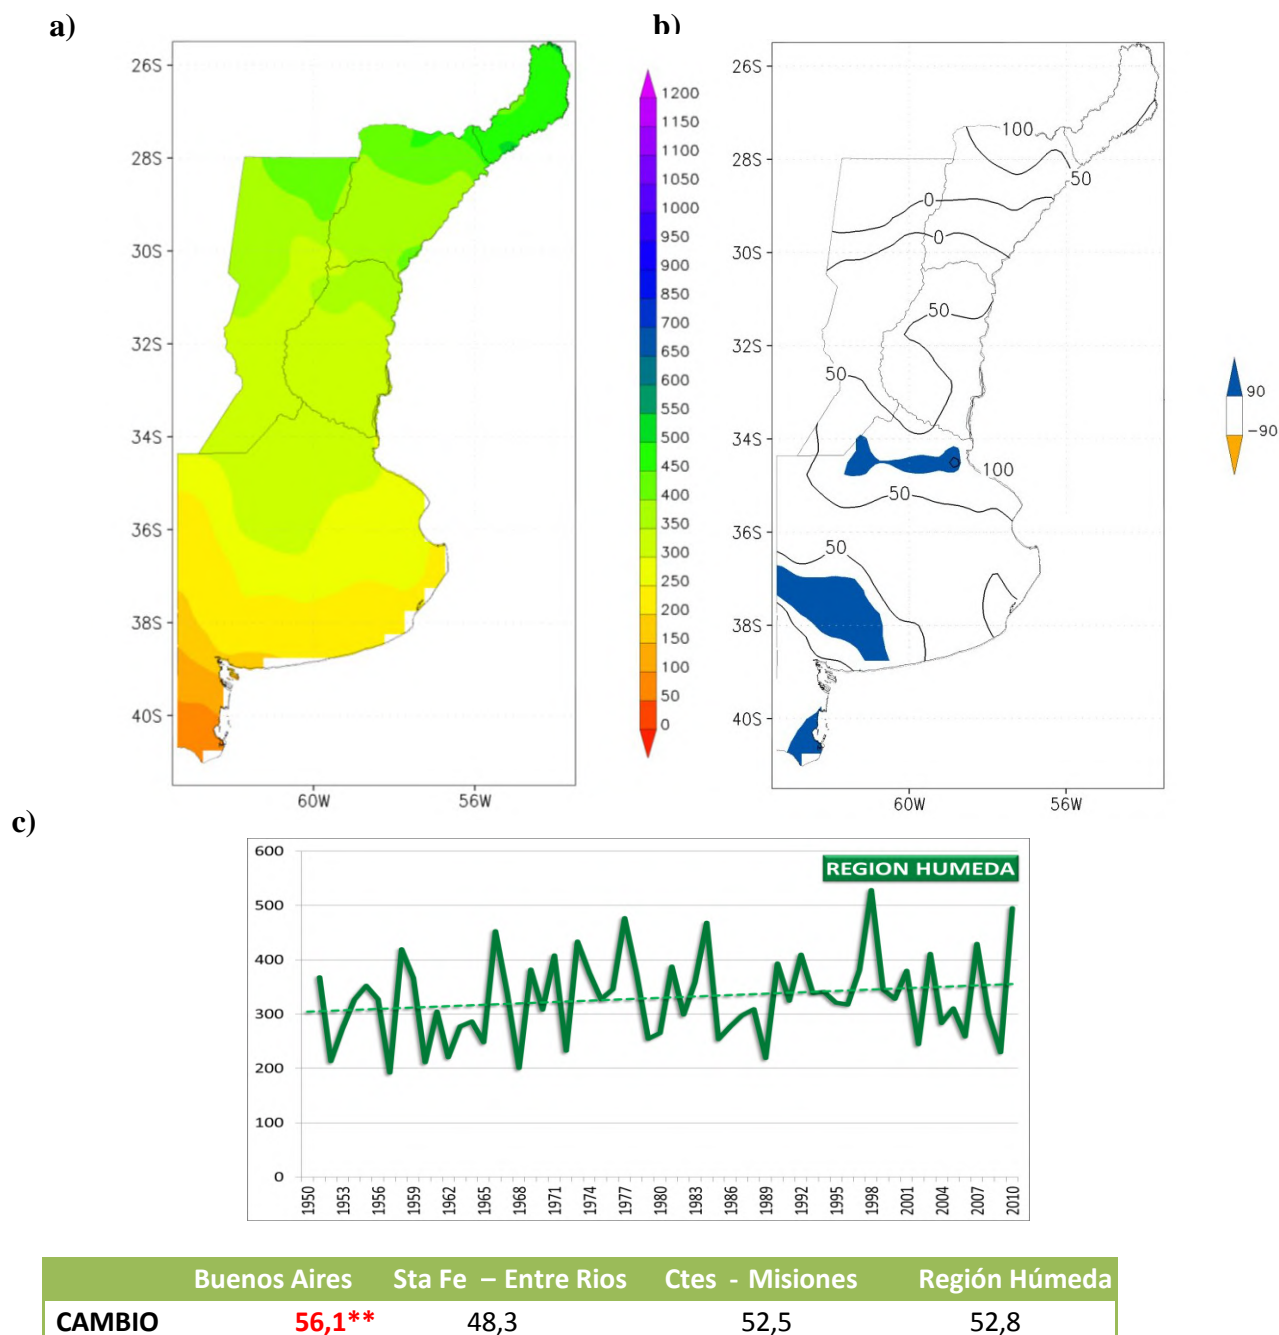 a)
b)
26S
28S
30S
32S
34S
36S
38S
40S
60W
56W
1200
1150
1100
1050
1000
950
900
850
700
650
600
550
500
450
400
350
300
250
200
150
100
50
0
26S
28S
30S
32S
34S
36S
38S
40S
60W
56W
100
50
0
0
50
50
100
50
50
90
−90
c)
REGION HUMEDA
600
500
400
300
200
100
0
1950 1953 1956 1959 1962 1965 1968 1971 1974 1977 1980 1983 1986 1989 1992 1995 1998 2001 2004 2007 2010
Buenos Aires Sta Fe – Entre Rios Ctes - Misiones Región Húmeda
CAMBIO 56,1** 48,3 52,5 52,8